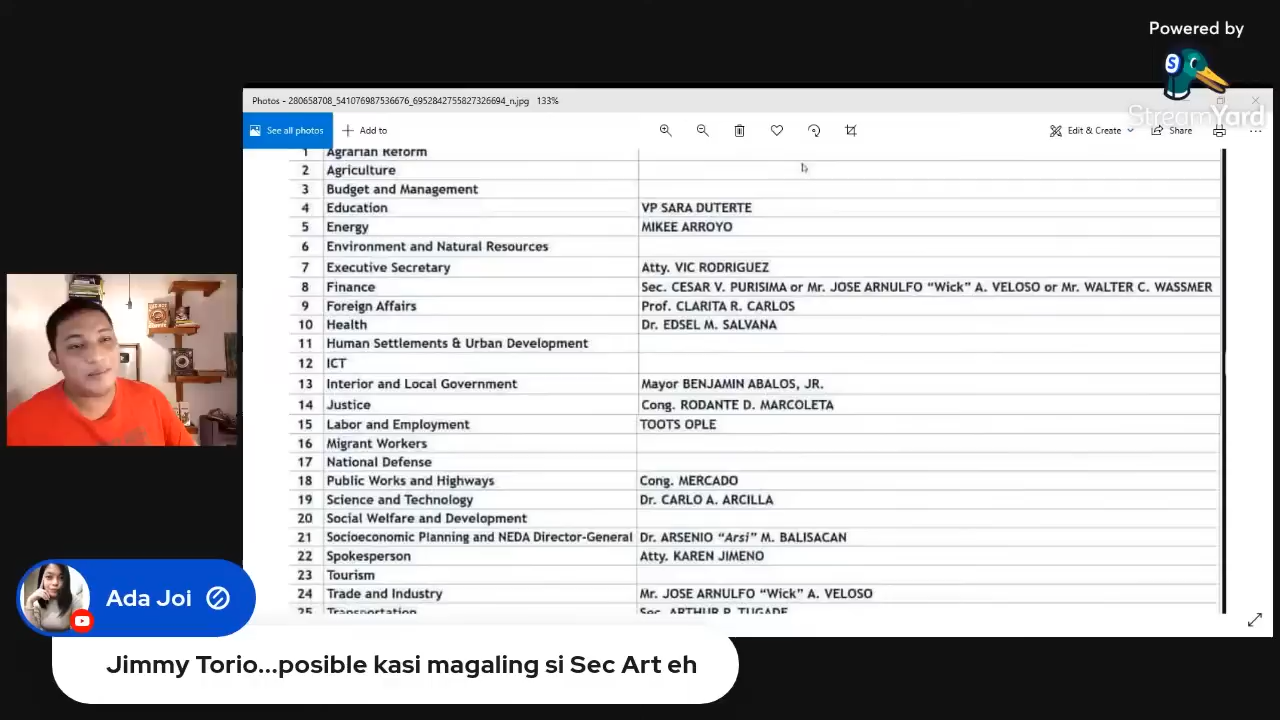 Powered by
StreamYard
Photos - 280658708_541076987536676_6952842755827326694_n.jpg 133%
See all photos
Add to
Edit & Create
Share
1 Agrarian Reform
2 Agriculture
3 Budget and Management
4 Education VP SARA DUTERTE
5 Energy MIKEE ARROYO
6 Environment and Natural Resources
7 Executive Secretary Atty. VIC RODRIGUEZ
8 Finance Sec. CESAR V. PURISIMA or Mr. JOSE ARNULFO “Wick” A. VELOSO or Mr. WALTER C. WASSMER
9 Foreign Affairs Prof. CLARITA R. CARLOS
10 Health Dr. EDSEL M. SALVANA
11 Human Settlements & Urban Development
12 ICT
13 Interior and Local Government Mayor BENJAMIN ABALOS, JR.
14 Justice Cong. RODANTE D. MARCOLETA
15 Labor and Employment TOOTS OPLE
16 Migrant Workers
17 National Defense
18 Public Works and Highways Cong. MERCADO
19 Science and Technology Dr. CARLO A. ARCILLA
20 Social Welfare and Development
21 Socioeconomic Planning and NEDA Director-General Dr. ARSENIO “Arsi” M. BALISACAN
22 Spokesperson Atty. KAREN JIMENO
23 Tourism
24 Trade and Industry Mr. JOSE ARNULFO “Wick” A. VELOSO
25 Transportation Sec. ARTHUR P. TUGADE
Ada Joi
Jimmy Torio...posible kasi magaling si Sec Art eh